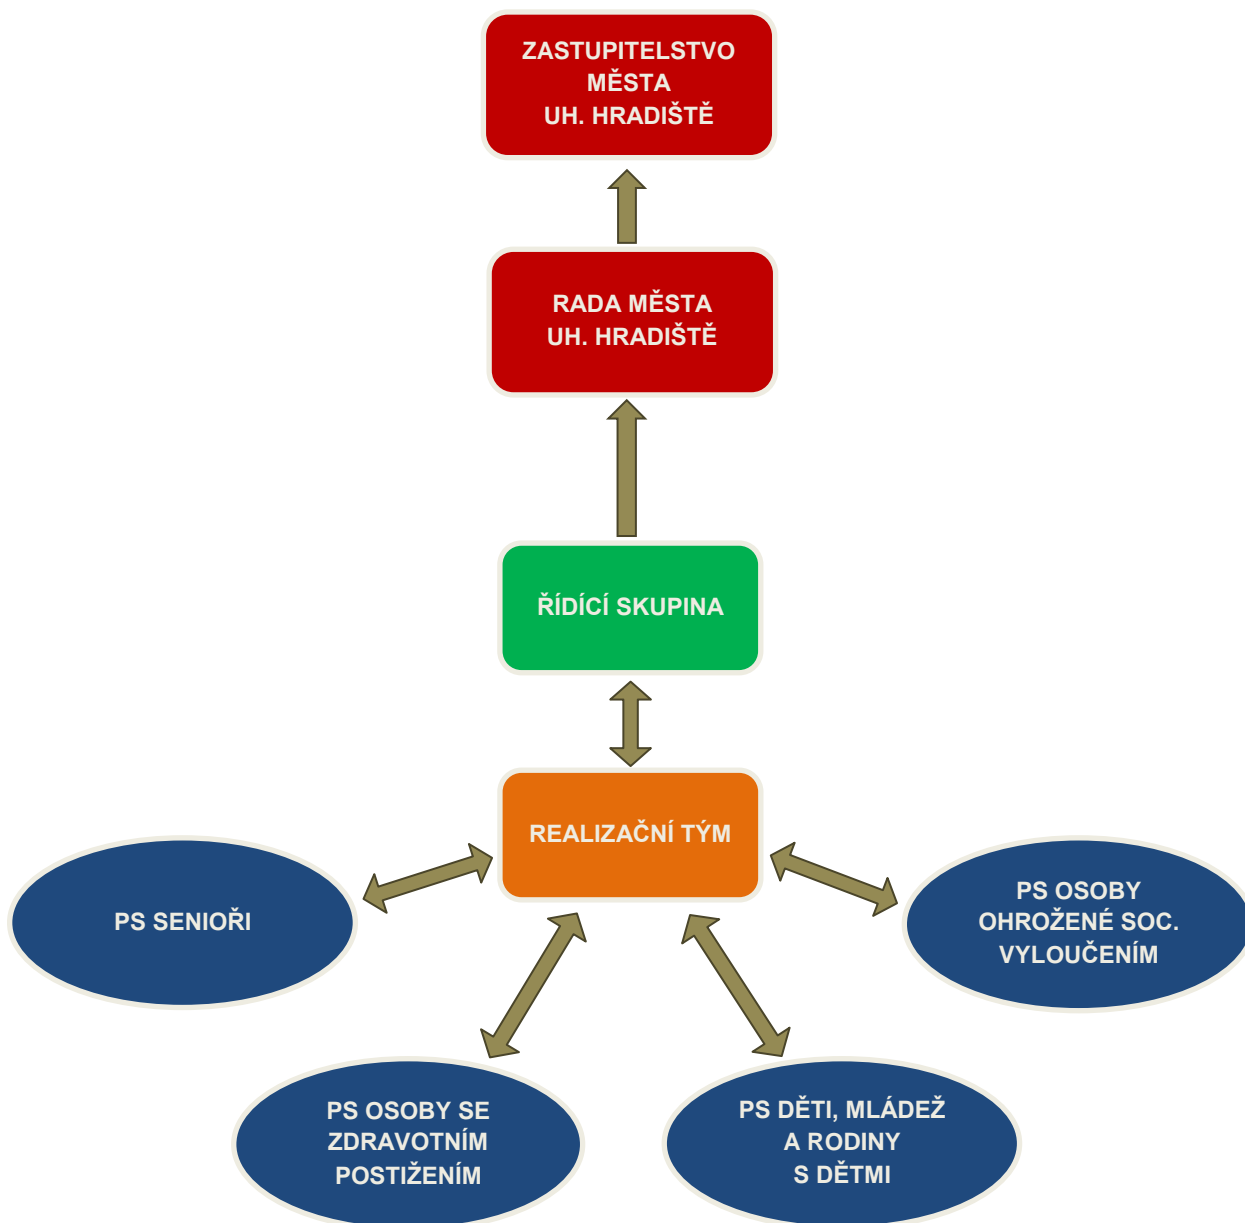 ZASTUPITELSTVO
MĚSTA
UH. HRADIŠTĚ
RADA MĚSTA
UH. HRADIŠTĚ
ŘÍDÍCÍ SKUPINA
REALIZAČNÍ TÝM
PS SENIOŘI
PS OSOBY
OHROŽENÉ SOC.
VYLOUČENÍM
PS OSOBY SE
ZDRAVOTNÍM
POSTIŽENÍM
PS DĚTI, MLÁDEŽ
A RODINY
S DĚTMI